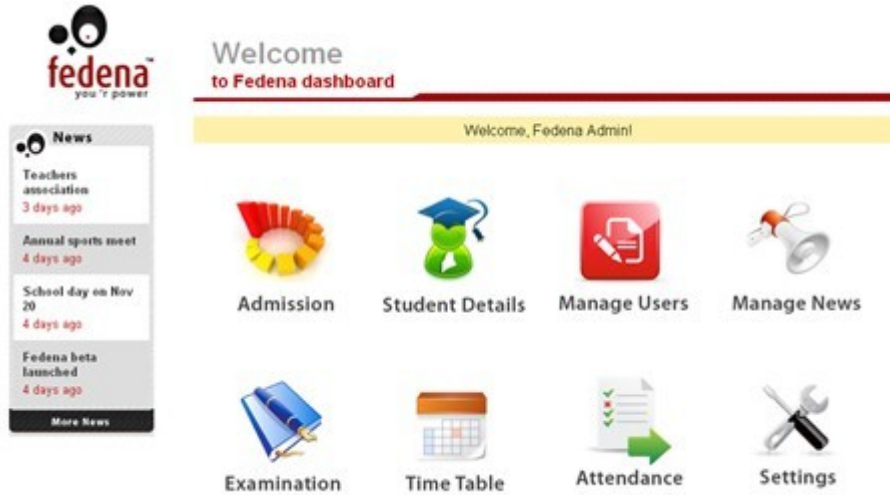 fedena
you 'r power
Welcome
to Fedena dashboard
Welcome, Fedena Admin!
News
Teachers
association
3 days ago
Annual sports meet
4 days ago
School day on Nov
20
4 days ago
Fedena beta
launched
4 days ago
More News
Admission
Student Details
Manage Users
Manage News
Examination
Time Table
Attendance
Settings